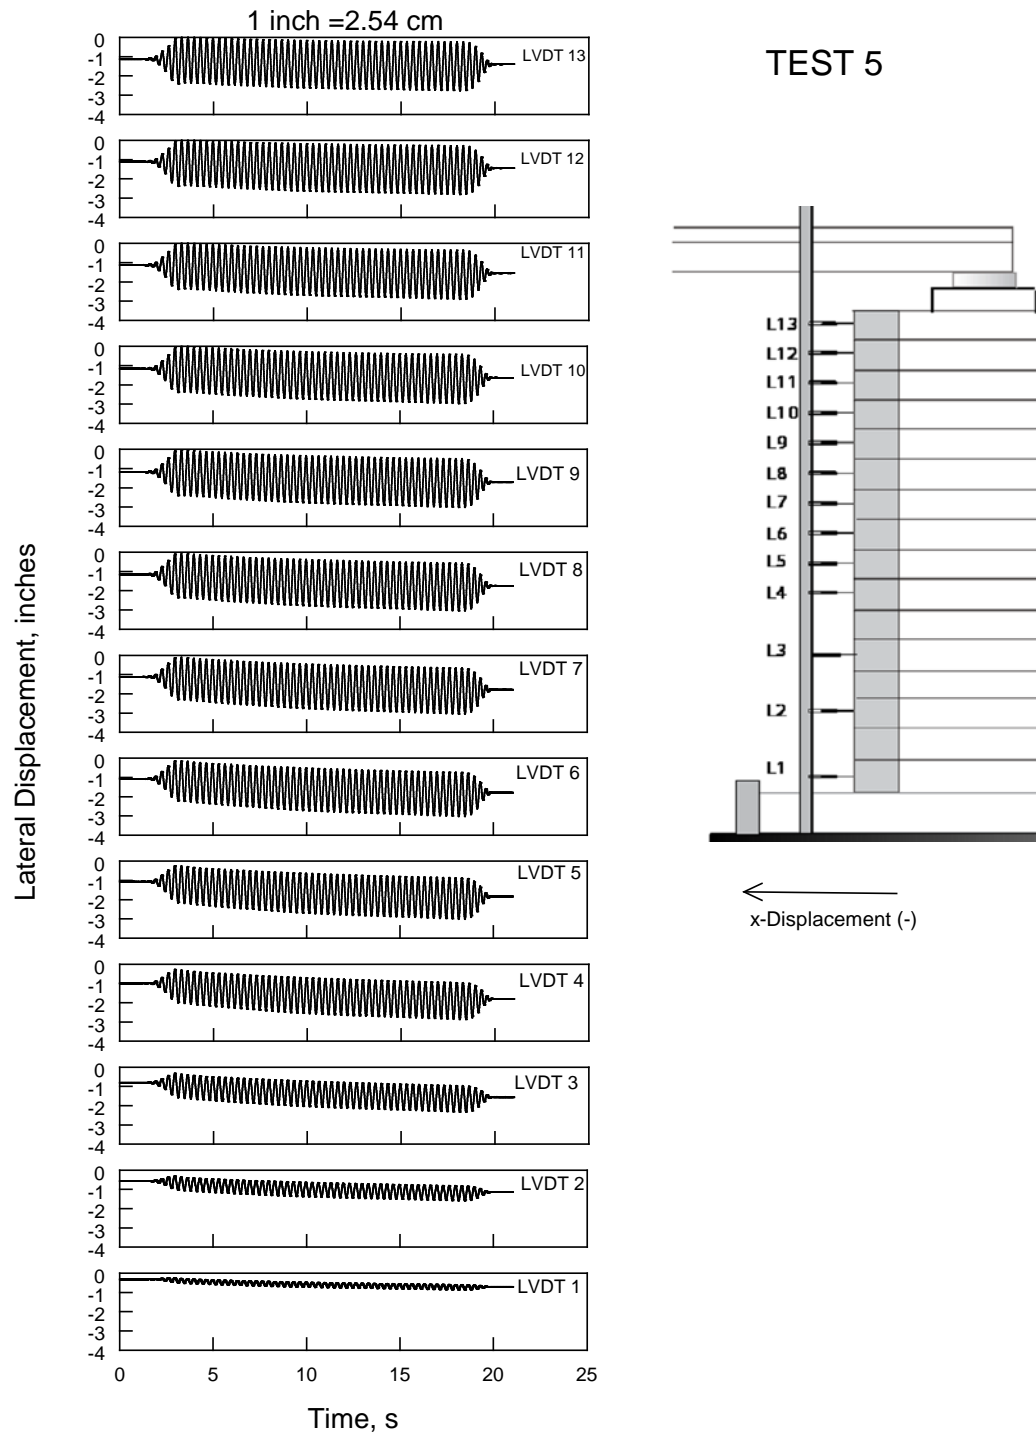 1 inch =2.54 cm
TEST 5
Lateral Displacement, inches
0
-1
-2
-3
-4
LVDT 13
0
-1
-2
-3
-4
LVDT 12
0
-1
-2
-3
-4
LVDT 11
0
-1
-2
-3
-4
LVDT 10
0
-1
-2
-3
-4
LVDT 9
0
-1
-2
-3
-4
LVDT 8
0
-1
-2
-3
-4
LVDT 7
0
-1
-2
-3
-4
LVDT 6
0
-1
-2
-3
-4
LVDT 5
0
-1
-2
-3
-4
LVDT 4
0
-1
-2
-3
-4
LVDT 3
0
-1
-2
-3
-4
LVDT 2
0
-1
-2
-3
-4
LVDT 1
0 5 10 15 20 25
Time, s
L13
L12
L11
L10
L9
L8
L7
L6
L5
L4
L3
L2
L1
x-Displacement (-)